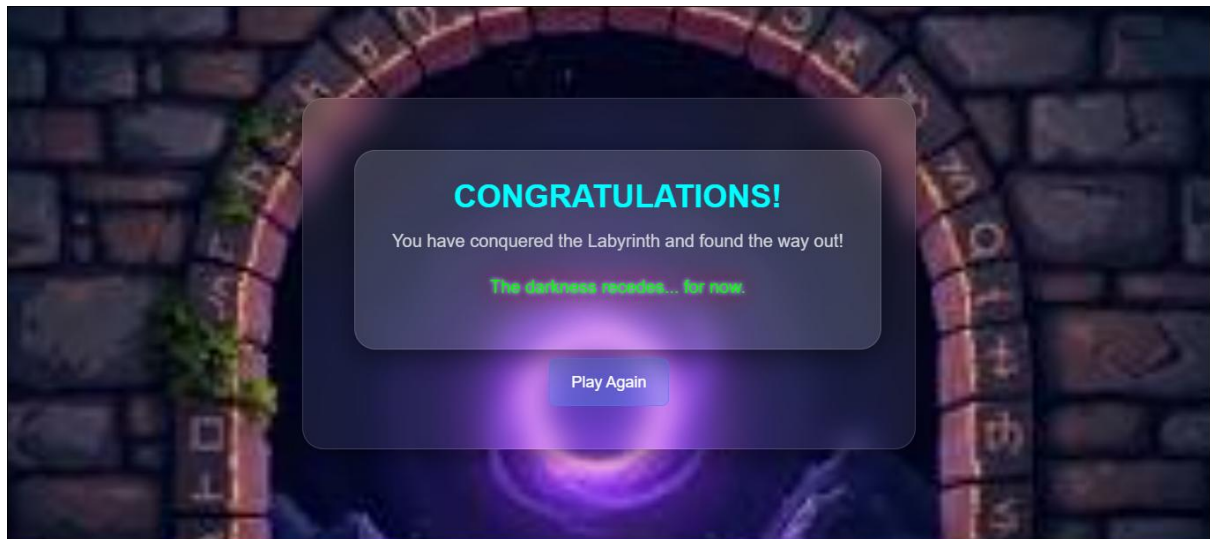 CONGRATULATIONS!
You have conquered the Labyrinth and found the way out!
The darkness recedes... for now.
Play Again